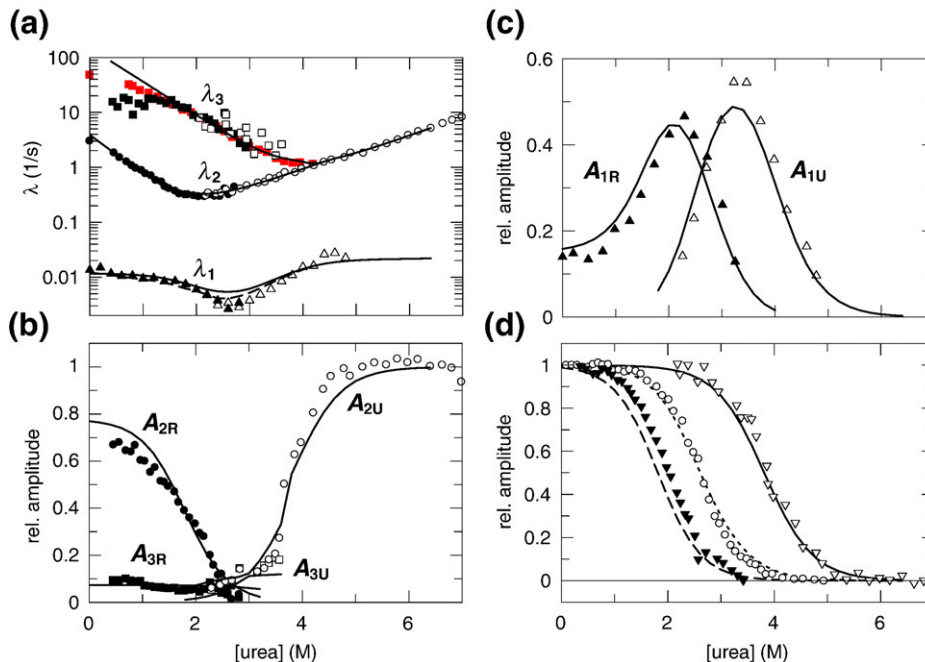 (a)
100
10
1
0.1
0.01
λ (1/s)
λ3
λ2
λ1
(b)
1
0.8
0.6
0.4
0.2
0
rel. amplitude
A2R
A3R
A2U
A3U
0 2 4 6
[urea] (M)
(c)
0.6
0.4
0.2
0
rel. amplitude
A1R
A1U
(d)
1
0.8
0.6
0.4
0.2
0
rel. amplitude
0 2 4 6
[urea] (M)